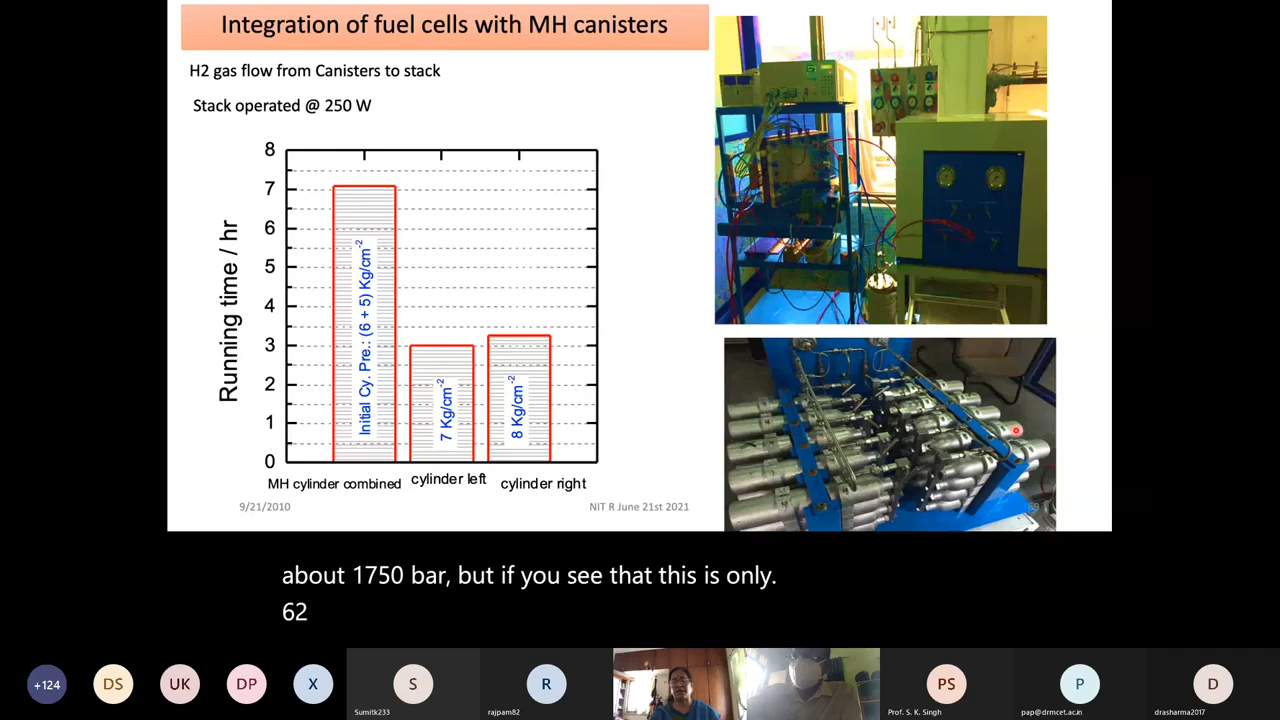 Integration of fuel cells with MH canisters
H2 gas flow from Canisters to stack
Stack operated @ 250 W
Running time / hr
8
7
6
5
4
3
2
1
0
Initial Cy. Pre.: (6 + 5) Kg/cm-2
7 Kg/cm-2
8 Kg/cm-2
MH cylinder combined
cylinder left
cylinder right
9/21/2010
NIT R June 21st 2021
69
about 1750 bar, but if you see that this is only.
62
+124
DS
UK
DP
X
S
Sumitk233
R
rajpam82
PS
Prof. S. K. Singh
P
pap@drmcet.ac.in
D
drasharma2017